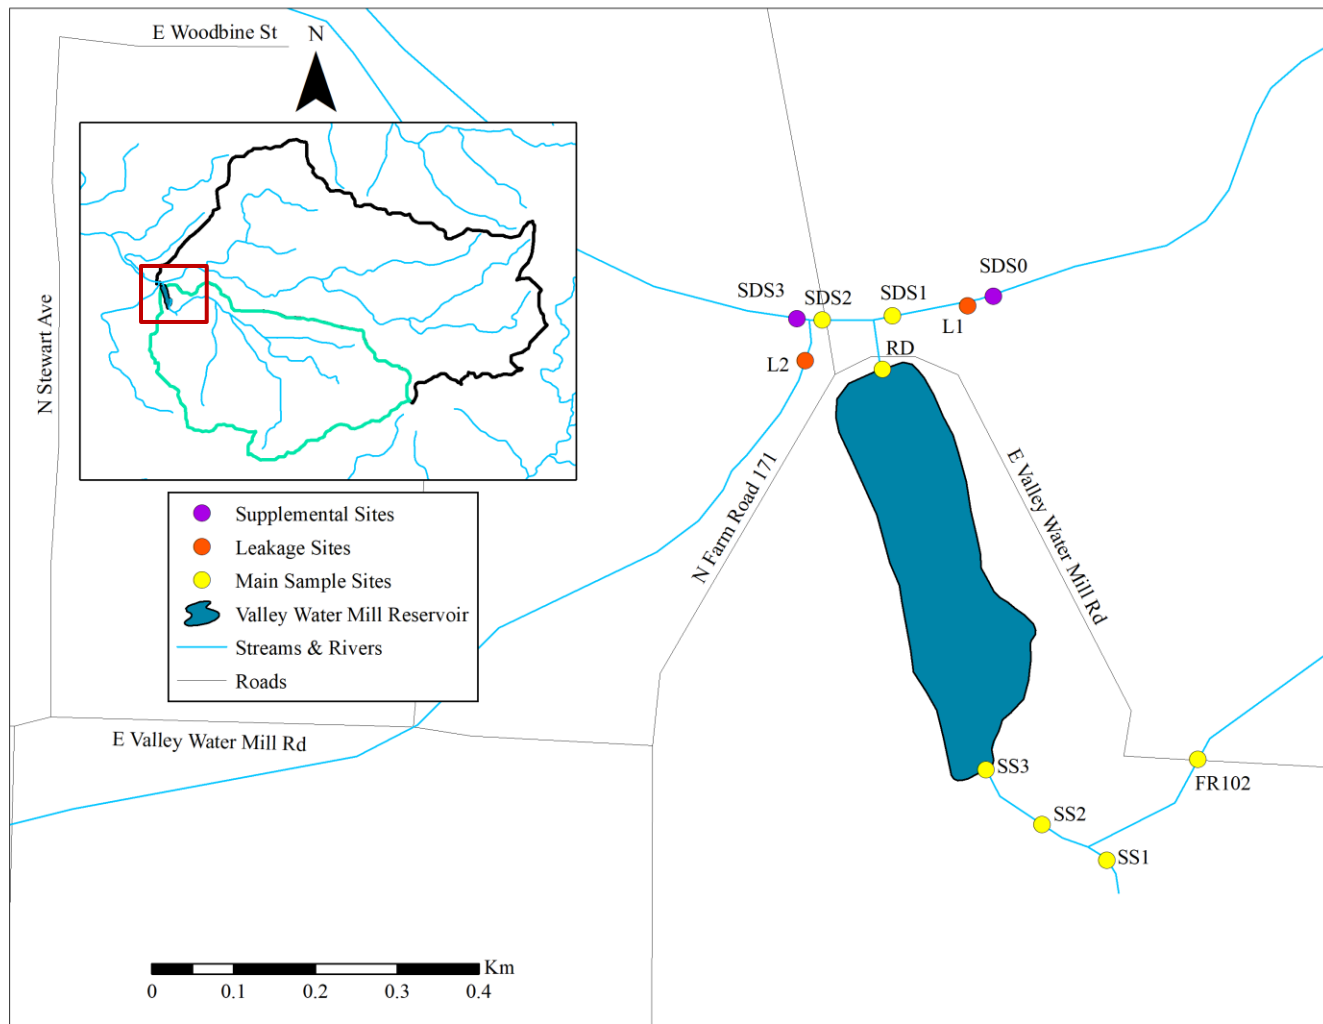 E Woodbine St
N
N Stewart Ave
SDS0
SDS3
SDS2
SDS1
L1
RD
L2
N Farm Road 171
E Valley Water Mill Rd
Supplemental Sites
Leakage Sites
Main Sample Sites
Valley Water Mill Reservoir
Streams & Rivers
Roads
E Valley Water Mill Rd
SS3
FR102
SS2
SS1
Km
0 0.1 0.2 0.3 0.4